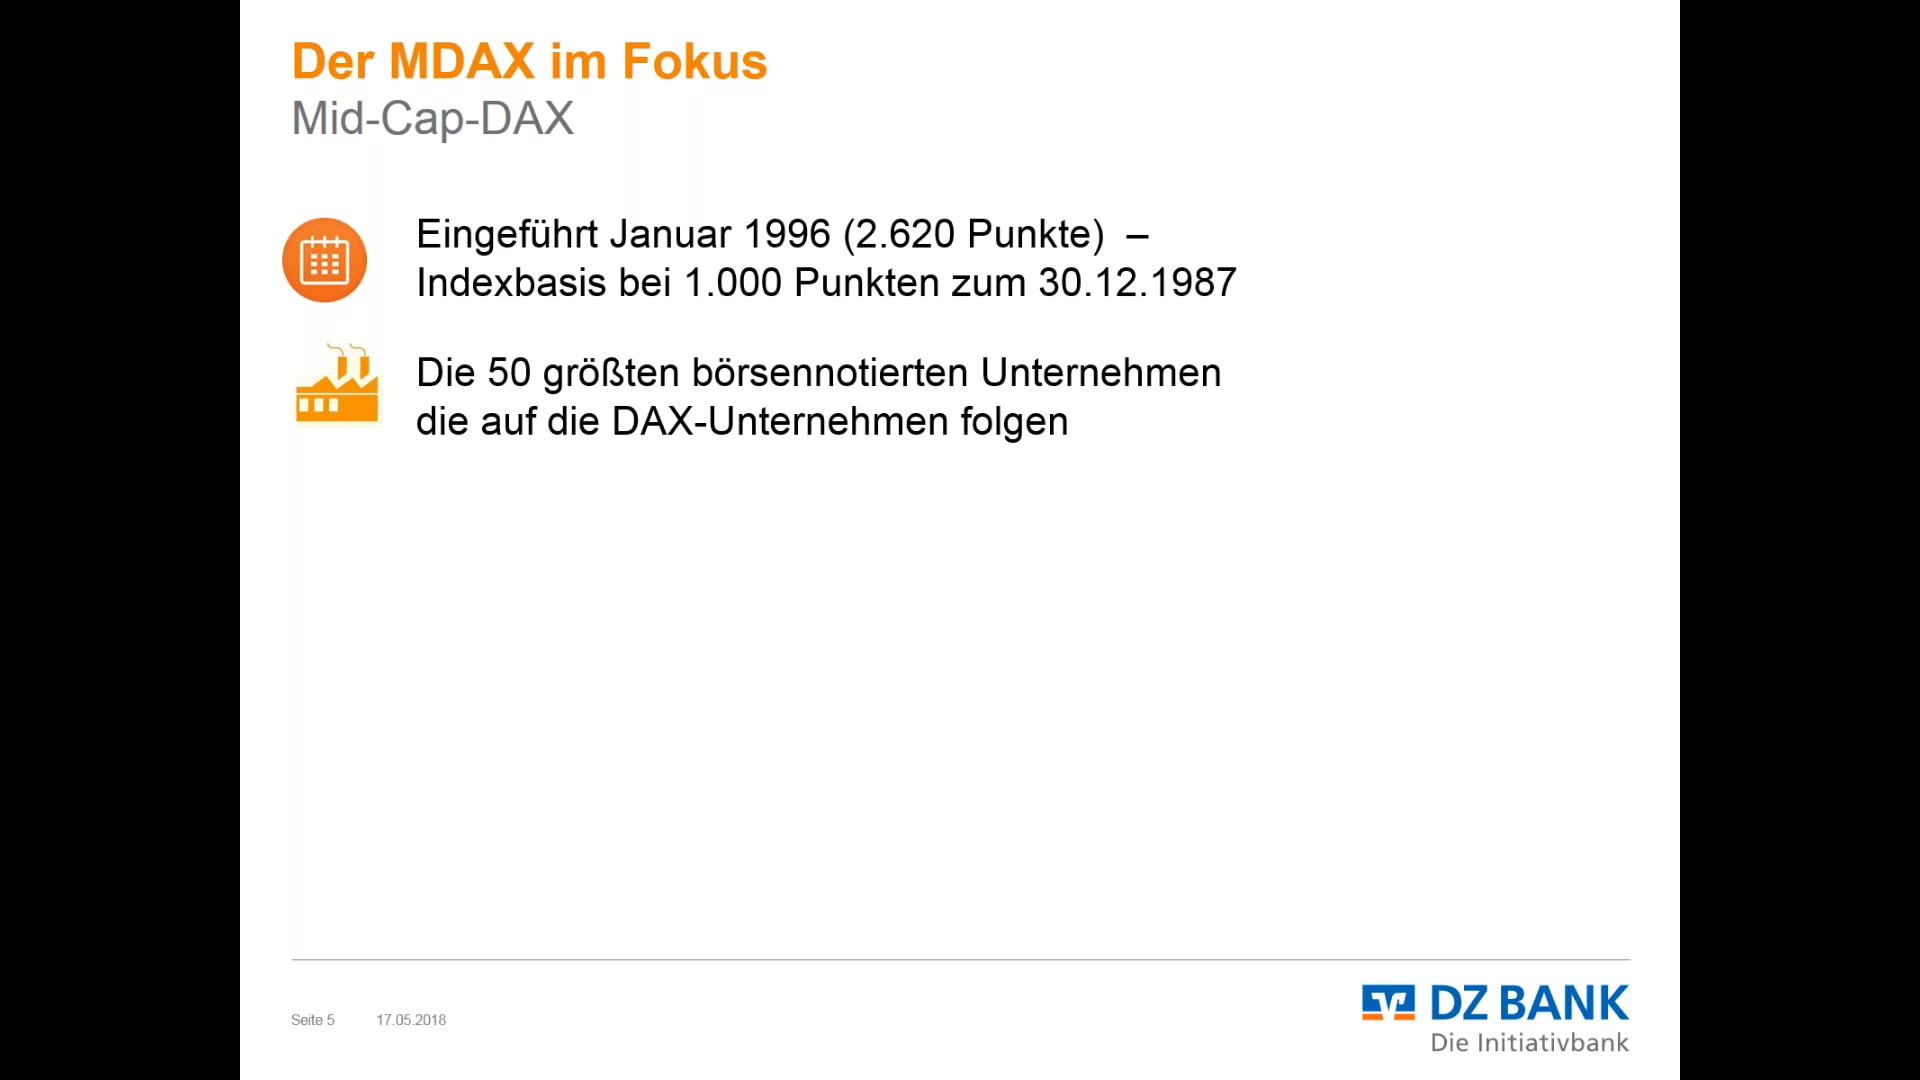 Der MDAX im Fokus
Mid-Cap-DAX
Eingeführt Januar 1996 (2.620 Punkte) –
Indexbasis bei 1.000 Punkten zum 30.12.1987
Die 50 größten börsennotierten Unternehmen
die auf die DAX-Unternehmen folgen
Seite 5 17.05.2018
DZ BANK
Die Initiativbank